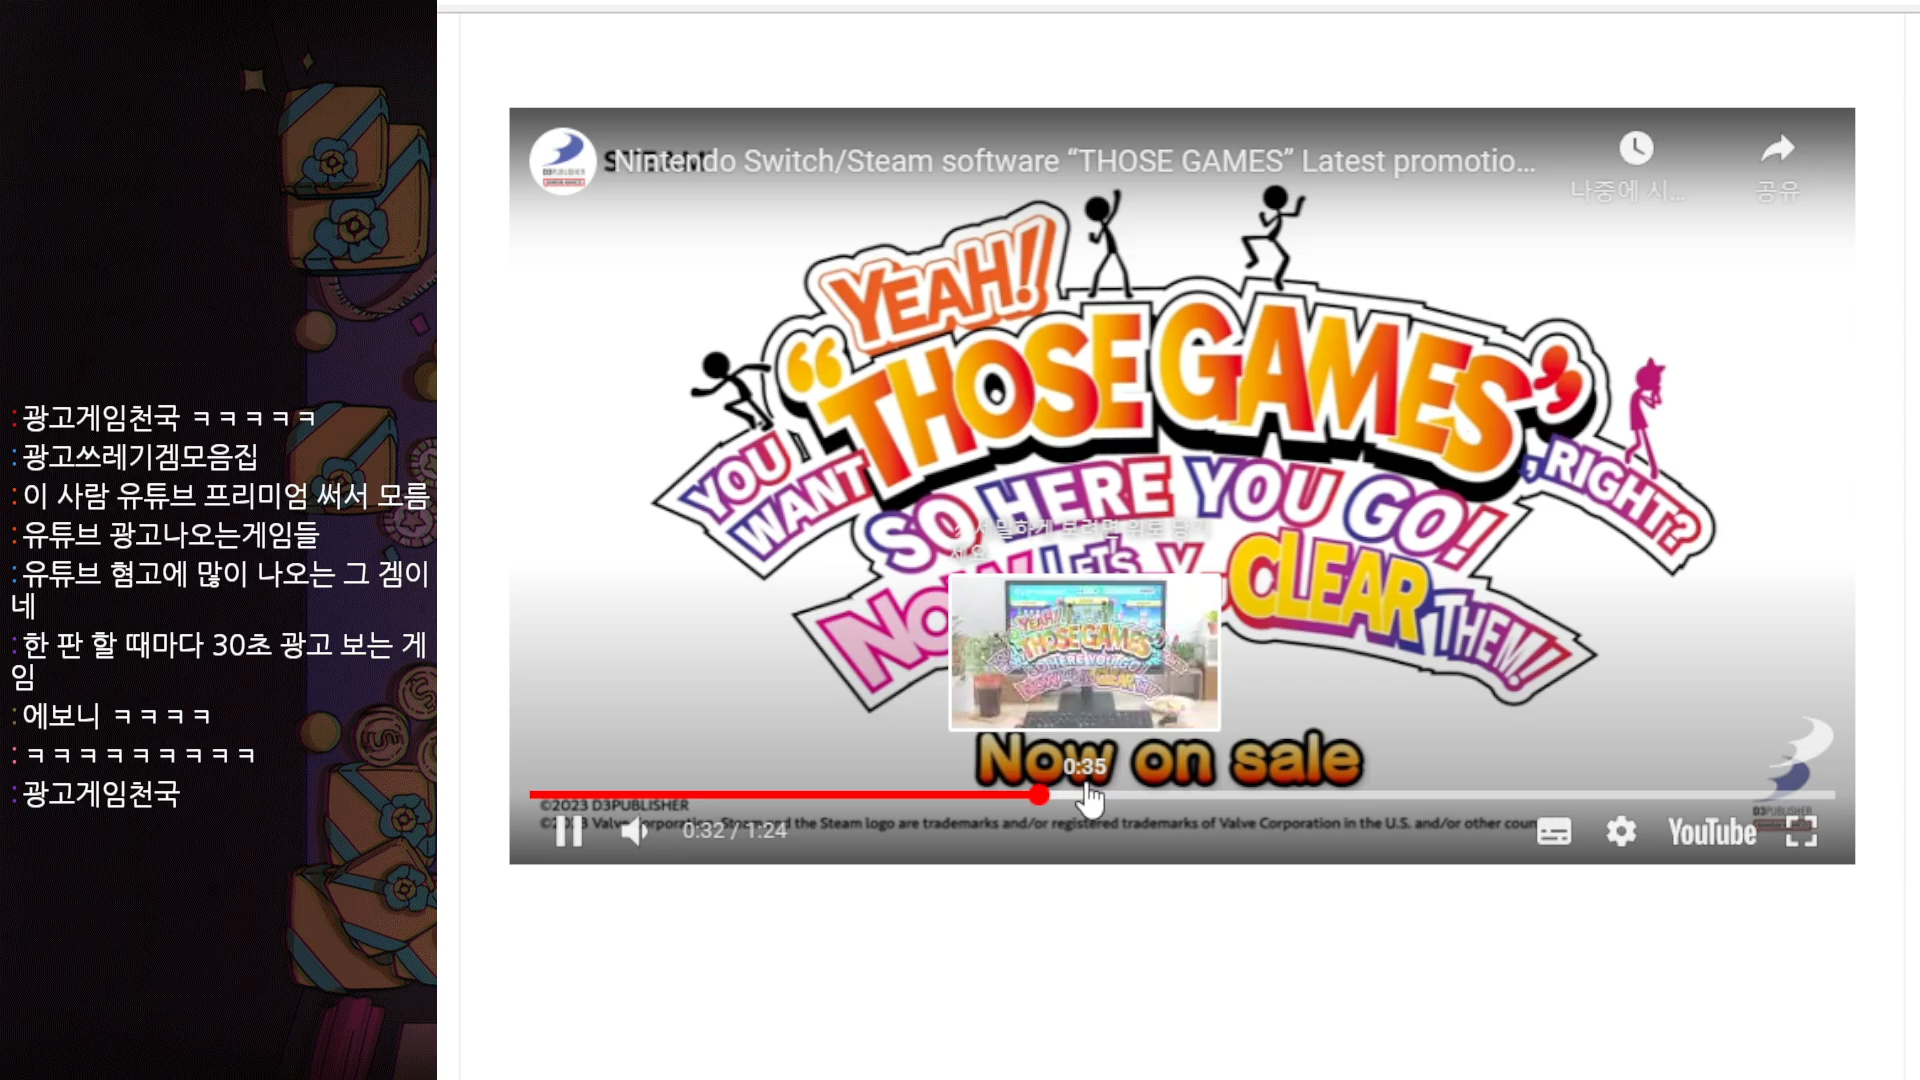 :광고게임천국 ㅋㅋㅋㅋㅋ
:광고쓰레기겜모음집
:이 사람 유튜브 프리미엄 써서 모름
:유튜브 광고나오는게임들
:유튜브 혐고에 많이 나오는 그 겜이
네
:한 판 할 때마다 30초 광고 보는 게
임
:에보니 ㅋㅋㅋㅋ
:ㅋㅋㅋㅋㅋㅋㅋㅋㅋ
:광고게임천국
Nintendo Switch/Steam software “THOSE GAMES” Latest promotio...
나중에 시...
공유
YEAH!!
“THOSE GAMES”
YOU WANT
, RIGHT?
SO HERE YOU GO!
LET'S
CLEAR THEM!
Now on sale
0:35
©2023 D3PUBLISHER
D3PUBLISHER
0:32 / 1:24
YouTube